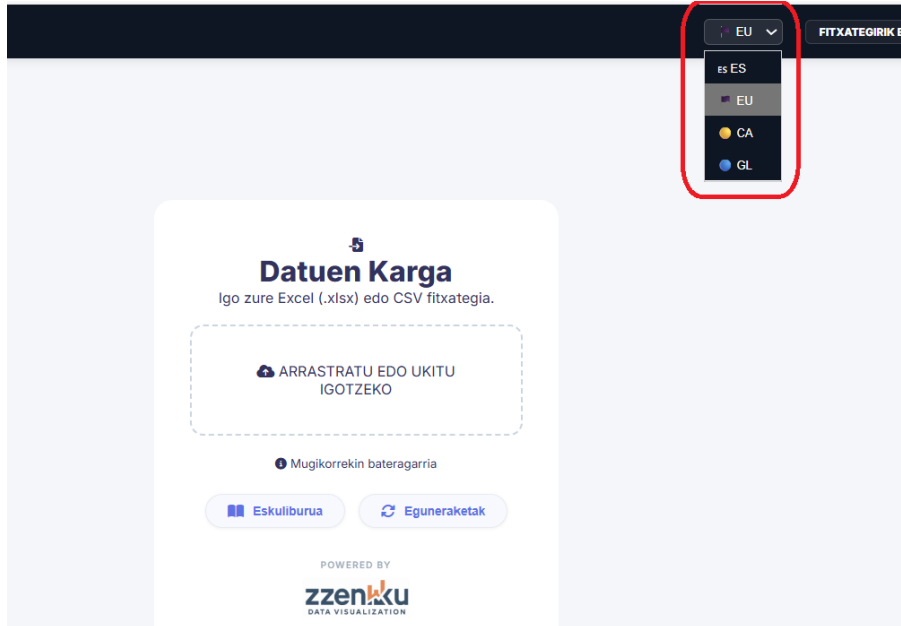 EU
FITXATEGIRIK
ES ES
EU
CA
GL
Datuen Karga
Igo zure Excel (.xlsx) edo CSV fitxategia.
ARRASTRATU EDO UKITU
IGOTZEKO
Mugikorrekin bateragarria
Eskuliburua
Eguneraketak
POWERED BY
zzenkku
DATA VISUALIZATION